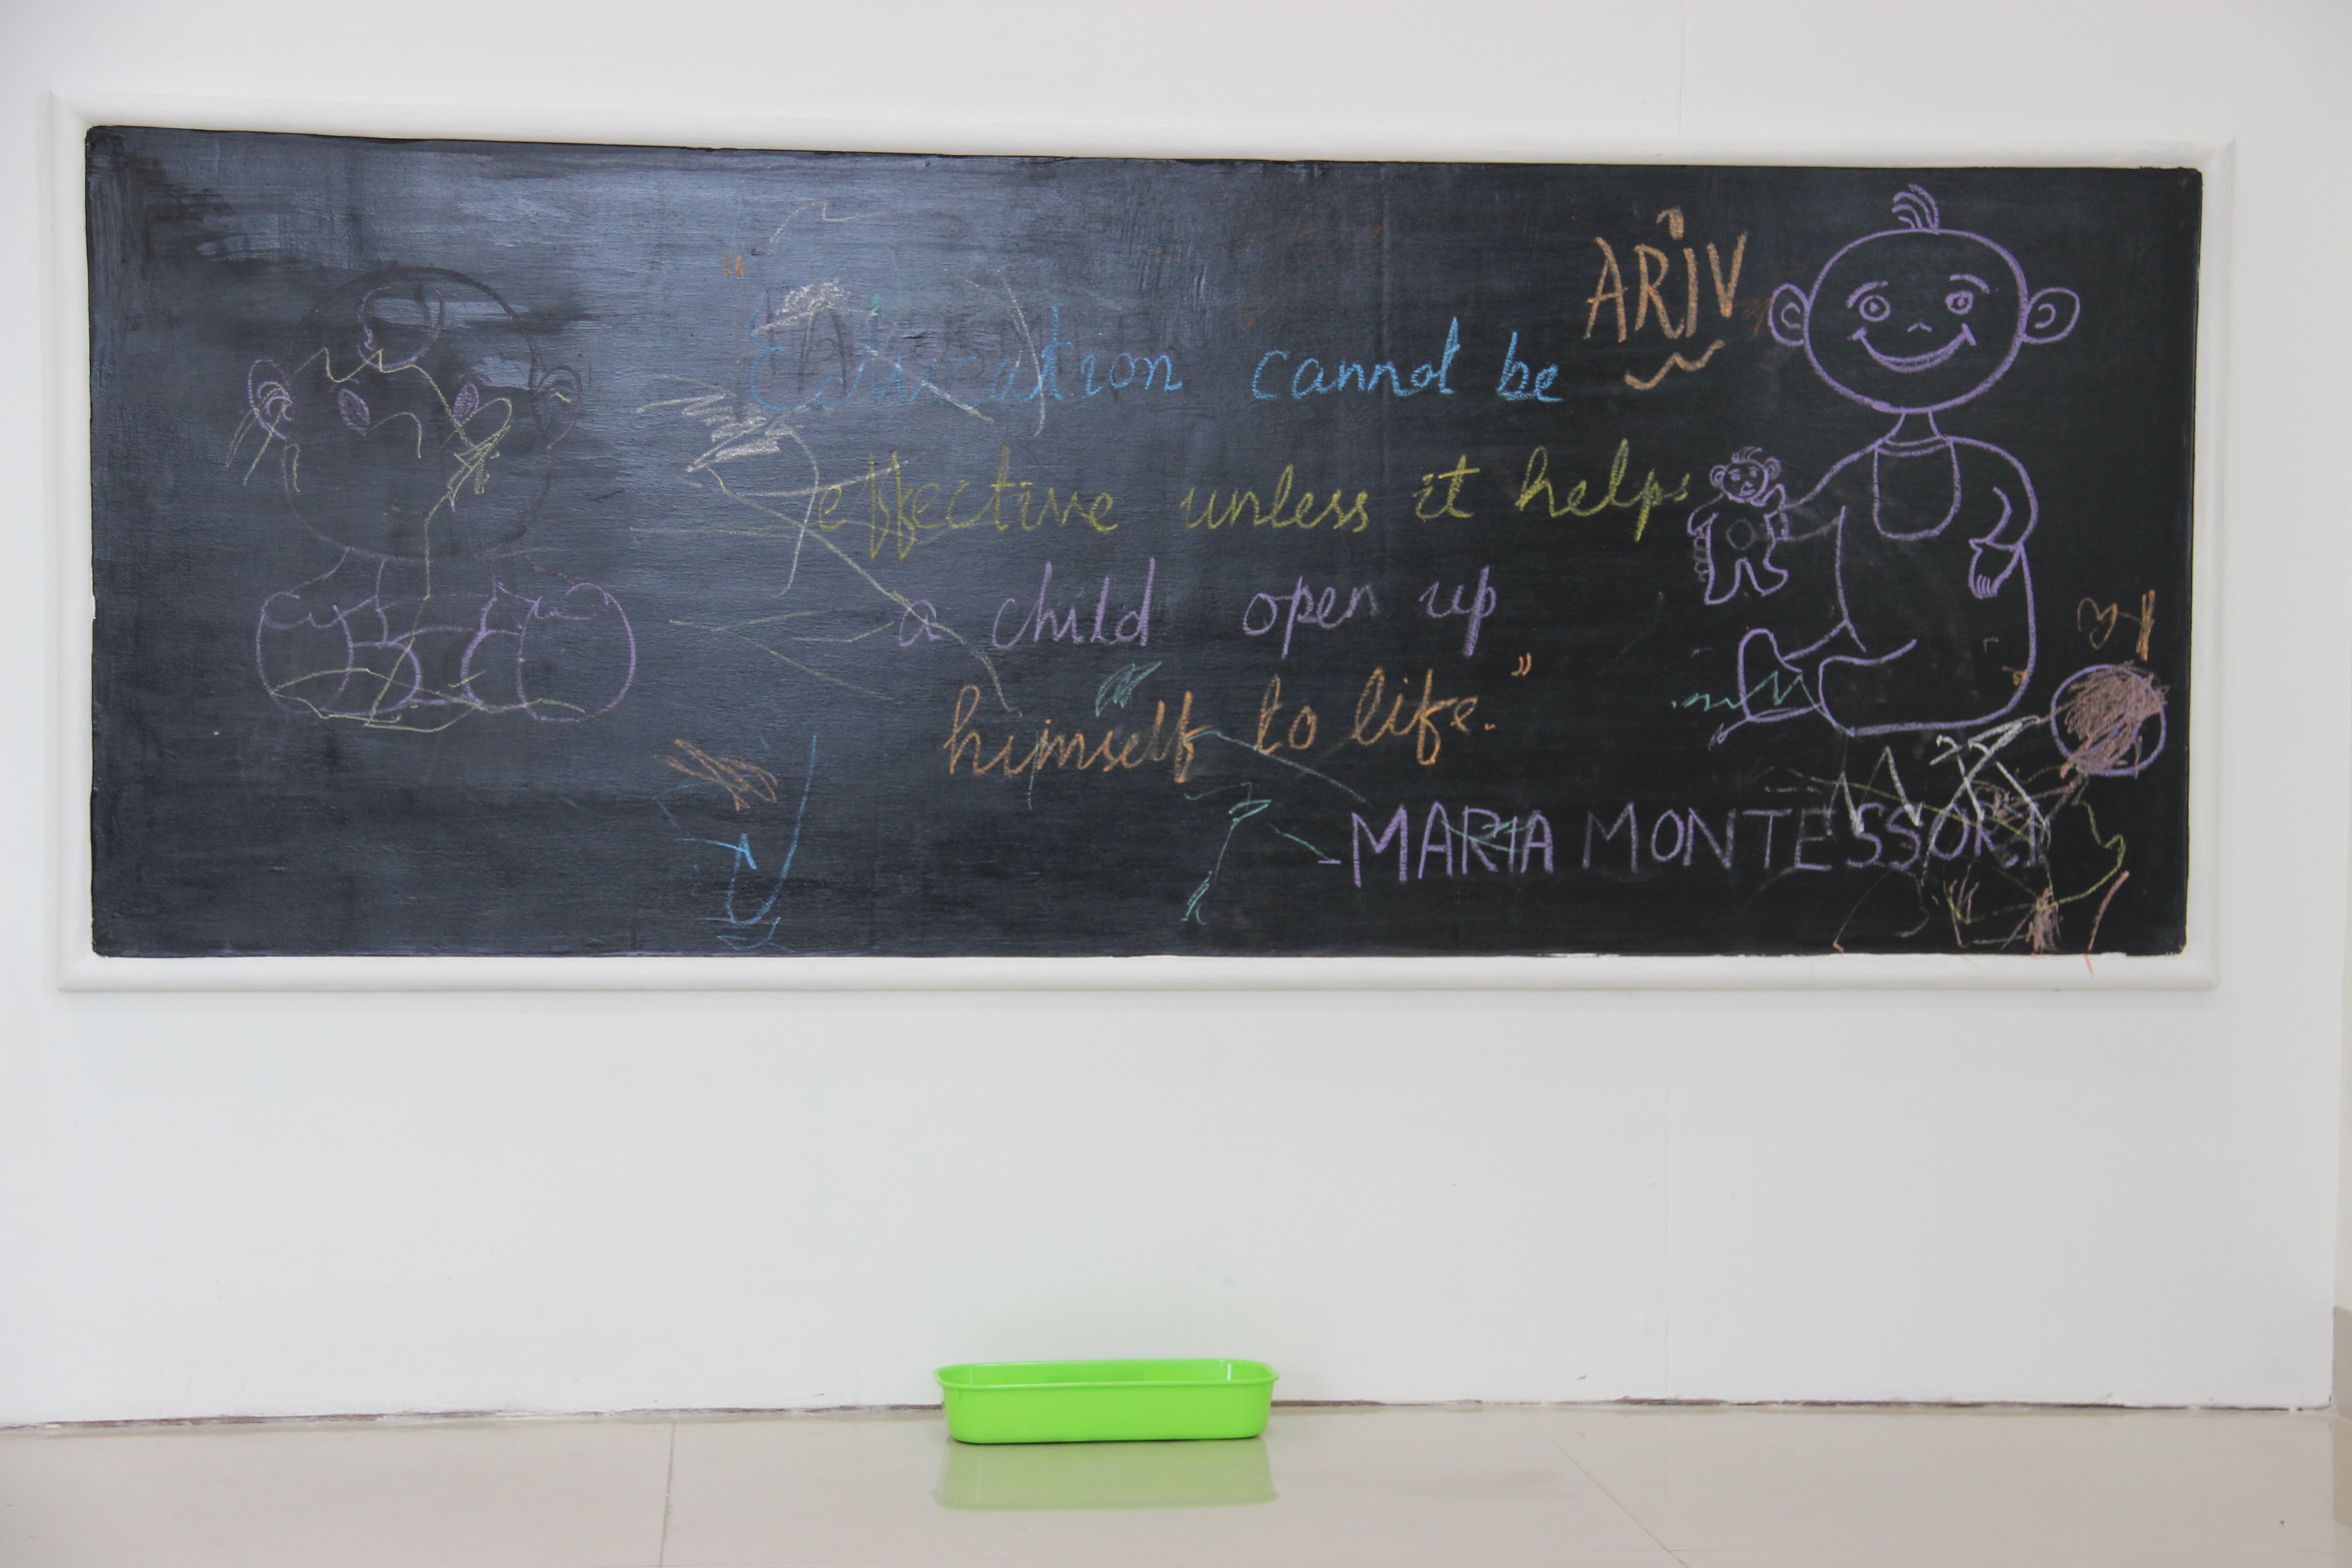 ARIV
"Education cannot be
effective unless it helps
a child open up
himself to life."
-MARIA MONTESSORI